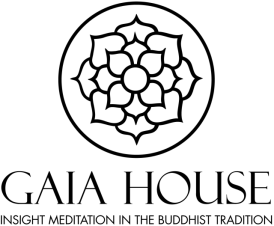 GAIA HOUSE
INSIGHT MEDITATION IN THE BUDDHIST TRADITION